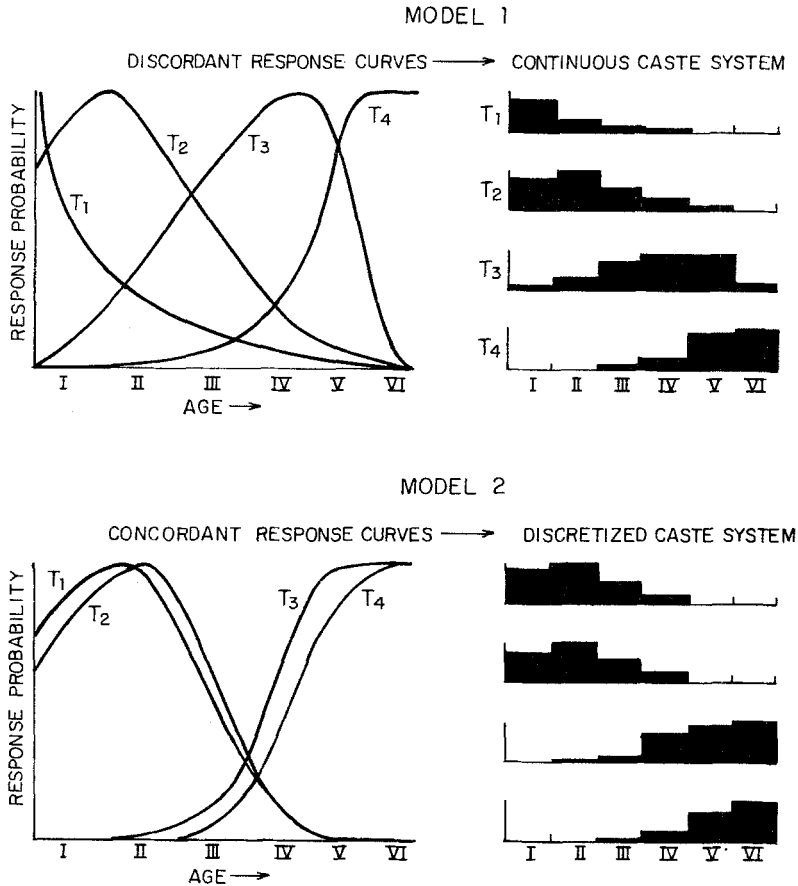 MODEL 1
DISCORDANT RESPONSE CURVES → CONTINUOUS CASTE SYSTEM
RESPONSE PROBABILITY
T1
T2
T3
T4
I II III IV V VI
AGE →
T1
T2
T3
T4
I II III IV V VI
MODEL 2
CONCORDANT RESPONSE CURVES → DISCRETIZED CASTE SYSTEM
RESPONSE PROBABILITY
T1
T2
T3
T4
I II III IV V VI
AGE →
I II III IV V VI